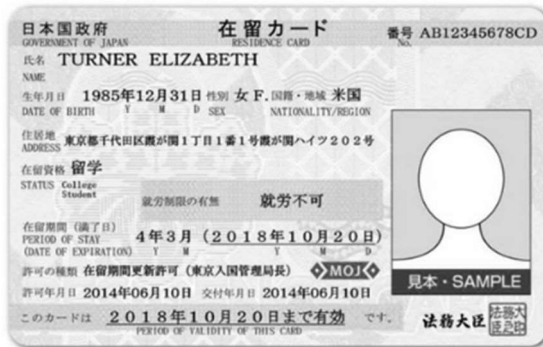 日本国政府 在留カード 番号 AB12345678CD
GOVERNMENT OF JAPAN RESIDENCE CARD No.
氏名 TURNER ELIZABETH
NAME
生年月日 1985年12月31日 性別 女 F. 国籍・地域 米国
DATE OF BIRTH Y M D SEX NATIONALITY/REGION
住居地 東京都千代田区霞が関1丁目1番1号霞が関ハイツ202号
ADDRESS
在留資格 留学
STATUS College
Student
就労制限の有無 就労不可
在留期間(満了日)
PERIOD OF STAY 4年3月(2018年10月20日)
(DATE OF EXPIRATION) Y M Y M D
許可の種類 在留期間更新許可(東京入国管理局長) MOJ
見本・SAMPLE
許可年月日 2014年06月10日 交付年月日 2014年06月10日
このカードは 2018年10月20日まで有効 です。
PERIOD OF VALIDITY OF THIS CARD
法務大臣